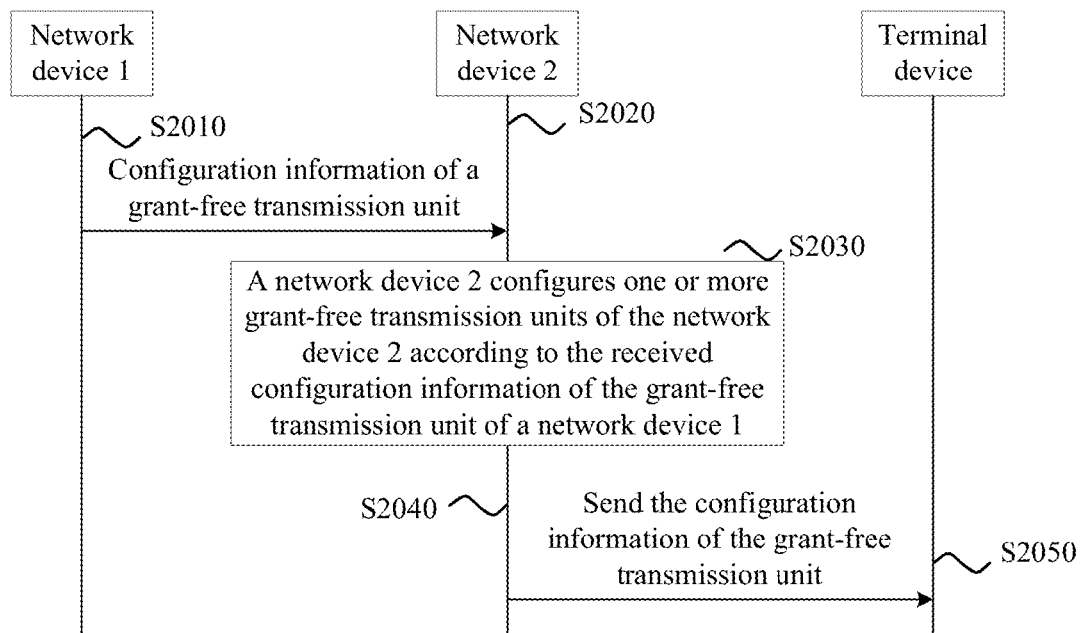 Network
device 1
Network
device 2
Terminal
device
S2010
S2020
Configuration information of a
grant-free transmission unit
S2030
A network device 2 configures one or more
grant-free transmission units of the network
device 2 according to the received
configuration information of the grant-free
transmission unit of a network device 1
S2040
Send the configuration
information of the grant-free
transmission unit
S2050